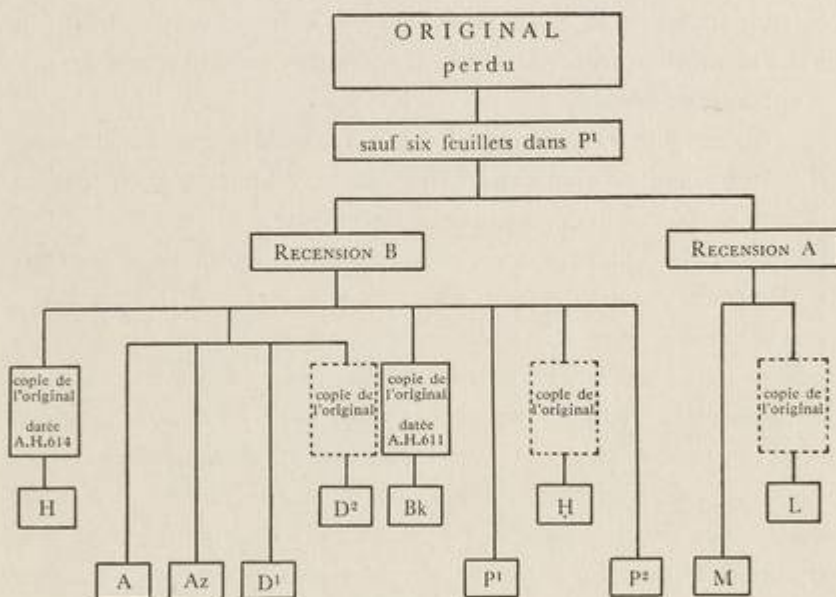 ORIGINAL
perdu
sauf six feuillets dans P¹
RECENSION B
RECENSION A
copie de
l'original
datée
A.H.614
copie de
l'original
copie de
l'original
datée
A.H.611
copie de
d'original
copie de
l'original
H
D²
Bk
Ḥ
L
A
Az
D¹
P¹
P²
M